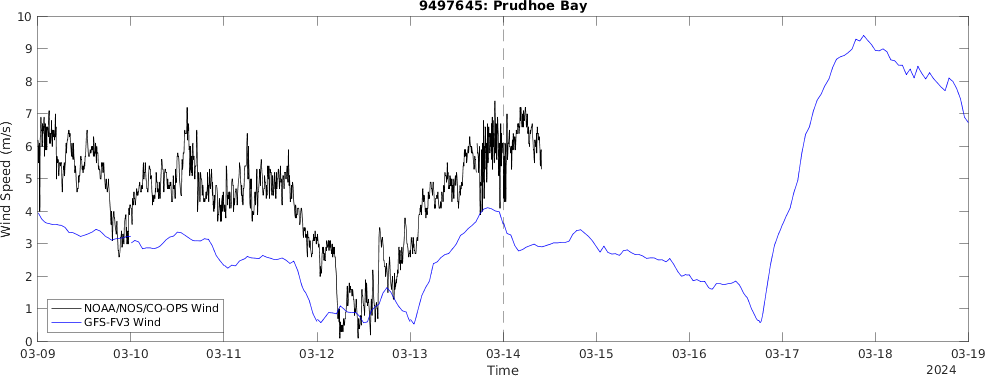 9497645: Prudhoe Bay
10
9
8
7
6
5
4
3
2
1
0
Wind Speed (m/s)
NOAA/NOS/CO-OPS Wind
GFS-FV3 Wind
03-09 03-10 03-11 03-12 03-13 03-14 03-15 03-16 03-17 03-18 03-19
Time
2024